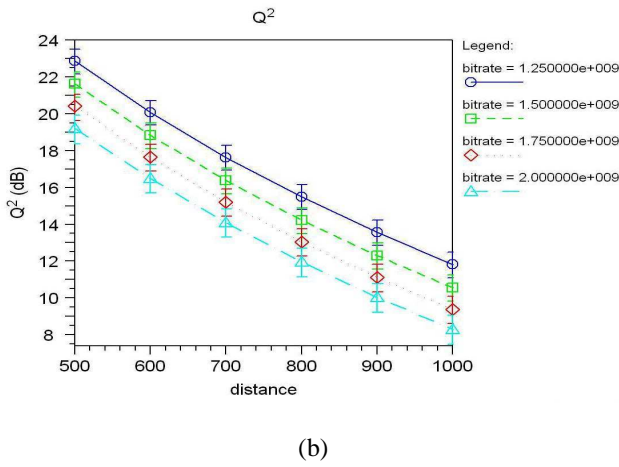 Q²
24
22
20
18
16
14
12
10
8
Q² (dB)
500 600 700 800 900 1000
distance
Legend:
bitrate = 1.250000e+009
bitrate = 1.500000e+009
bitrate = 1.750000e+009
bitrate = 2.000000e+009
(b)